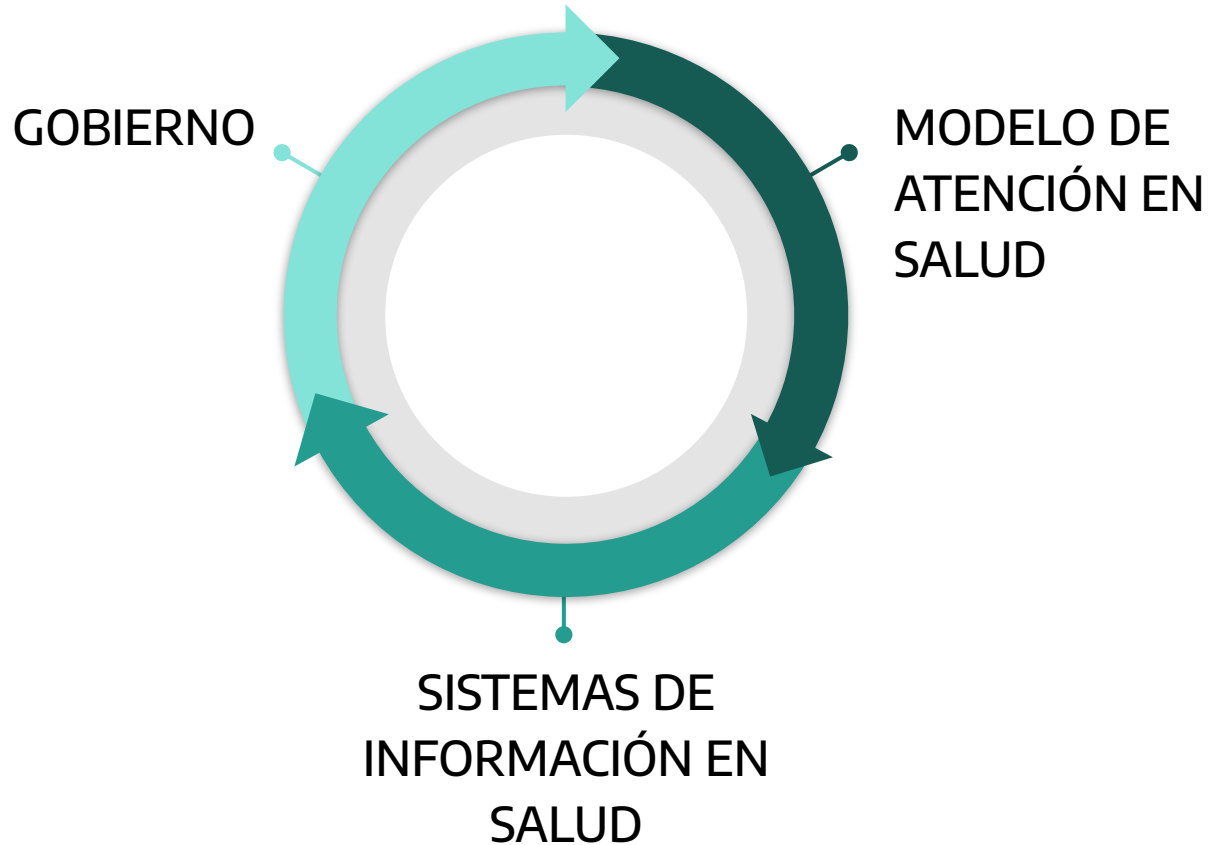 GOBIERNO
MODELO DE
ATENCIÓN EN
SALUD
SISTEMAS DE
INFORMACIÓN EN
SALUD